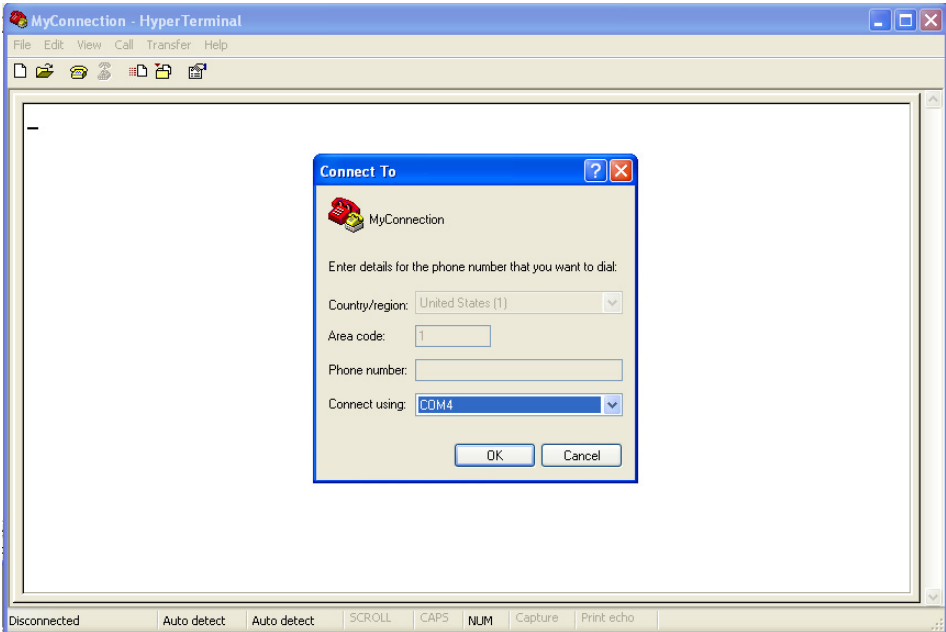 MyConnection - HyperTerminal
File Edit View Call Transfer Help
Connect To
MyConnection
Enter details for the phone number that you want to dial:
Country/region: United States (1)
Area code: 1
Phone number:
Connect using: COM4
OK Cancel
Disconnected Auto detect Auto detect SCROLL CAPS NUM Capture Print echo